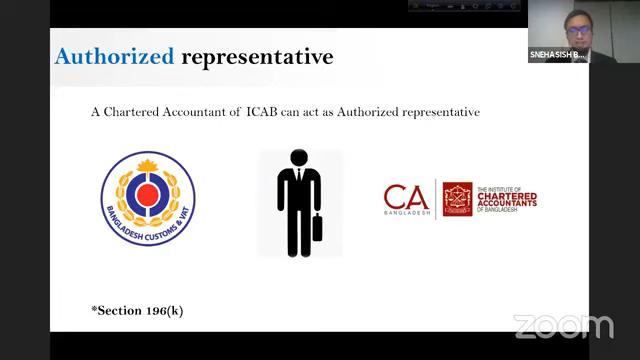 Authorized representative
A Chartered Accountant of ICAB can act as Authorized representative
BANGLADESH CUSTOMS & VAT
CA
BANGLADESH
THE INSTITUTE OF
CHARTERED
ACCOUNTANTS
OF BANGLADESH
*Section 196(k)
SNEHASISH B...
zoom